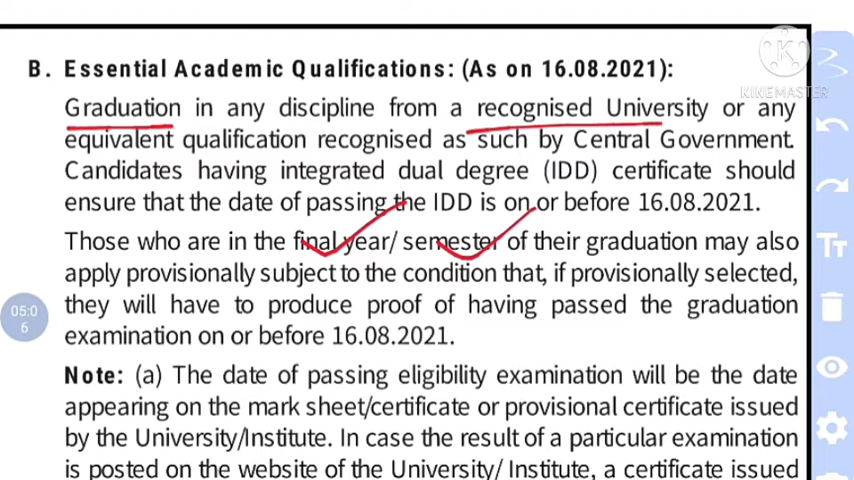 KINEMASTER
B. Essential Academic Qualifications: (As on 16.08.2021):
Graduation in any discipline from a recognised University or any
equivalent qualification recognised as such by Central Government.
Candidates having integrated dual degree (IDD) certificate should
ensure that the date of passing the IDD is on or before 16.08.2021.
Those who are in the final year/ semester of their graduation may also
apply provisionally subject to the condition that, if provisionally selected,
they will have to produce proof of having passed the graduation
examination on or before 16.08.2021.
05:0
6
Note: (a) The date of passing eligibility examination will be the date
appearing on the mark sheet/certificate or provisional certificate issued
by the University/Institute. In case the result of a particular examination
is posted on the website of the University/ Institute, a certificate issued